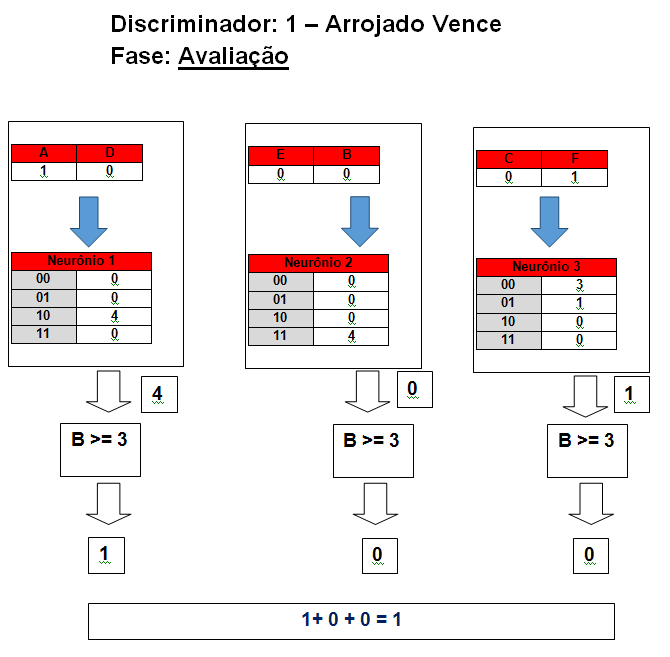 Discriminador: 1 – Arrojado Vence
Fase: Avaliação
A D
1 0
E B
0 0
C F
0 1
Neurônio 1
00 0
01 0
10 4
11 0
Neurônio 2
00 0
01 0
10 0
11 4
Neurônio 3
00 3
01 1
10 0
11 0
4
0
1
B >= 3
B >= 3
B >= 3
1
0
0
1+ 0 + 0 = 1